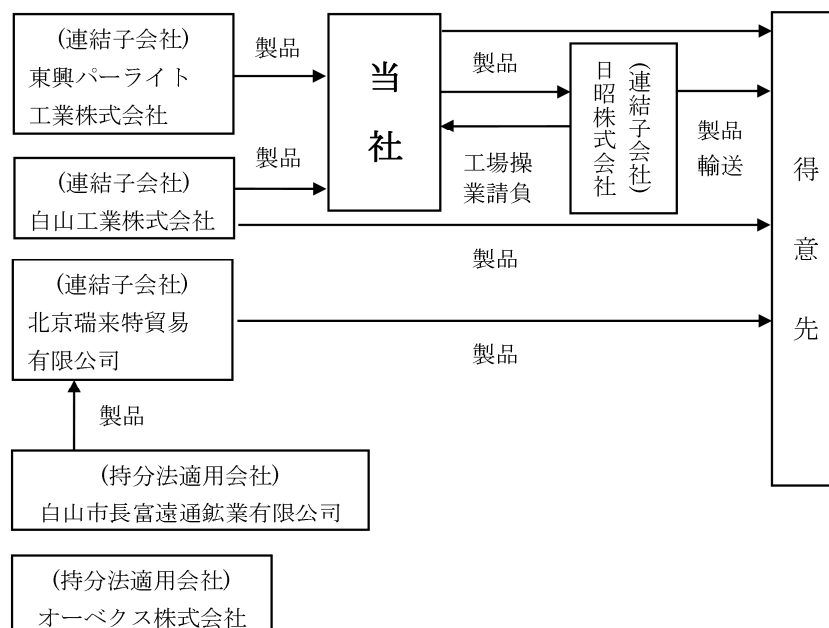 (連結子会社)
東興パーライト
工業株式会社
製品
当社
製品
(連結子会社)
日昭株式会社
製品
輸送
得意先
製品
工場操
業請負
(連結子会社)
白山工業株式会社
製品
(連結子会社)
北京瑞来特貿易
有限公司
製品
製品
(持分法適用会社)
白山市長富遠通鉱業有限公司
(持分法適用会社)
オーベクス株式会社